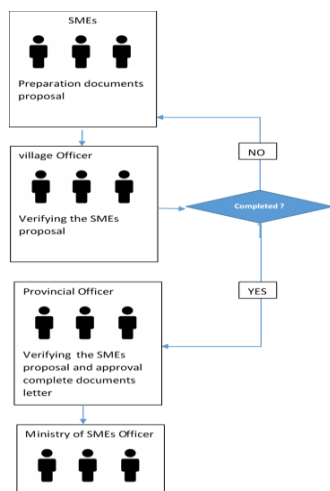 SMEs
Preparation documents
proposal
village Officer
Verifying the SMEs
proposal
NO
Completed ?
YES
Provincial Officer
Verifying the SMEs
proposal and approval
complete documents
letter
Ministry of SMEs Officer